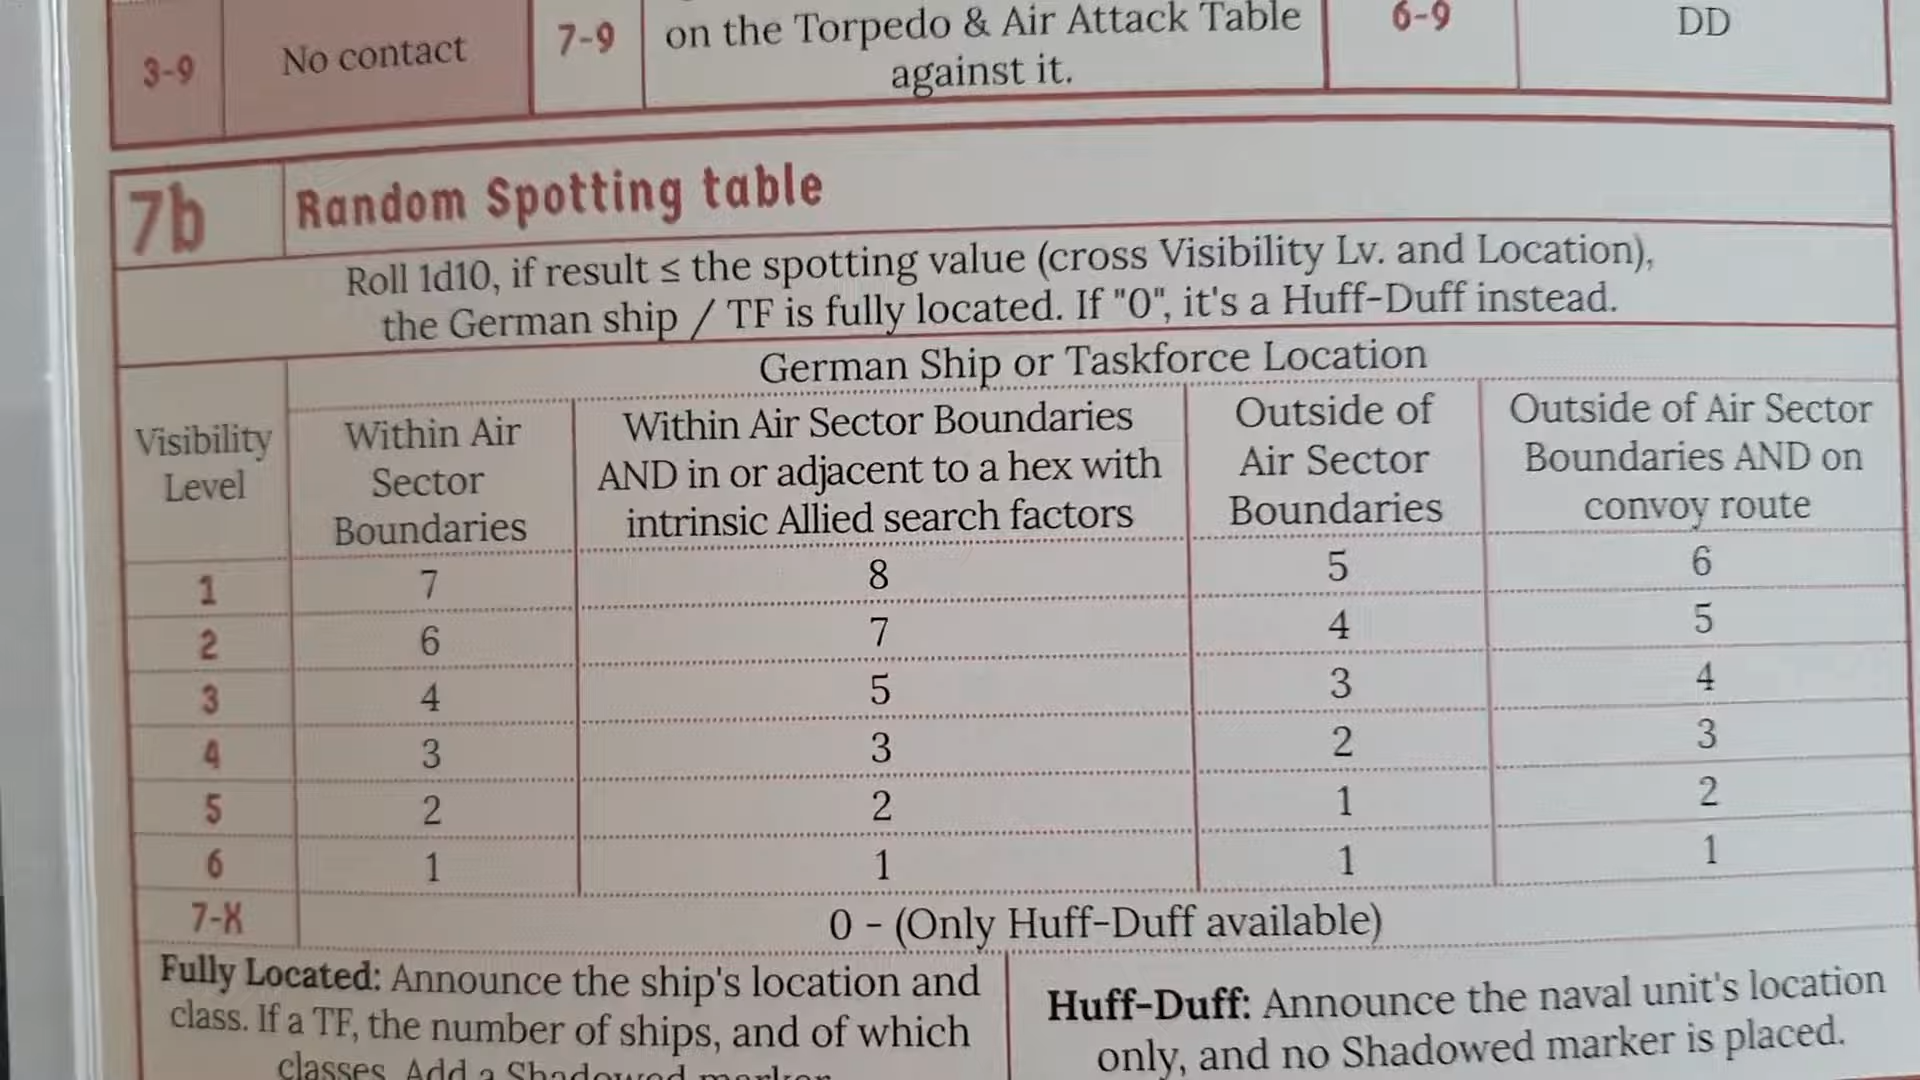 3-9 No contact 7-9 on the Torpedo & Air Attack Table against it. 6-9 DD
7b Random Spotting table
Roll 1d10, if result ≤ the spotting value (cross Visibility Lv. and Location),
the German ship / TF is fully located. If "0", it's a Huff-Duff instead.
German Ship or Taskforce Location
Visibility
Level
Within Air
Sector
Boundaries
Within Air Sector Boundaries
AND in or adjacent to a hex with
intrinsic Allied search factors
Outside of
Air Sector
Boundaries
Outside of Air Sector
Boundaries AND on
convoy route
1 7 8 5 6
2 6 7 4 5
3 4 5 3 4
4 3 3 2 3
5 2 2 1 2
6 1 1 1 1
7-X 0 - (Only Huff-Duff available)
Fully Located: Announce the ship's location and
class. If a TF, the number of ships, and of which
classes. Add a Shadowed marker.
Huff-Duff: Announce the naval unit's location
only, and no Shadowed marker is placed.